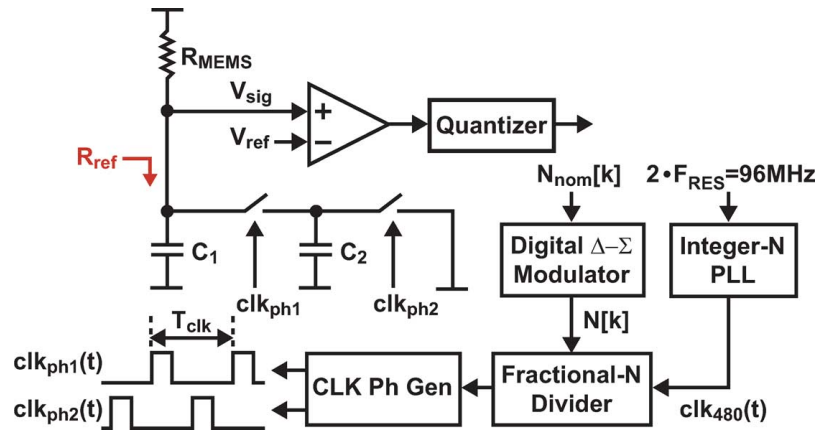 R_MEMS
V_sig
+
V_ref
−
Quantizer
R_ref
N_nom[k]
2•F_RES=96MHz
C_1
C_2
Digital Δ−Σ
Modulator
Integer-N
PLL
clk_ph1
clk_ph2
T_clk
N[k]
clk_ph1(t)
CLK Ph Gen
Fractional-N
Divider
clk_480(t)
clk_ph2(t)